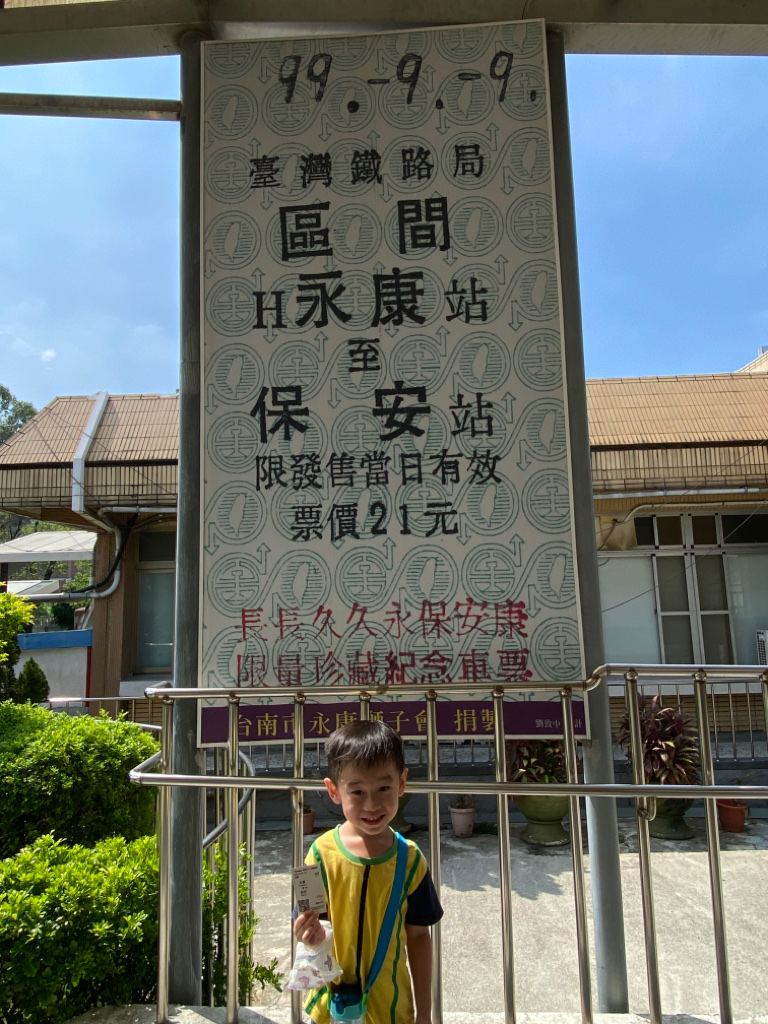 99.-9.-9.
臺灣鐵路局
區間
H永康站
至
保安站
限發售當日有效
票價21元
長長久久永保安康
限量珍藏紀念車票
台南市永康獅子會 捐製